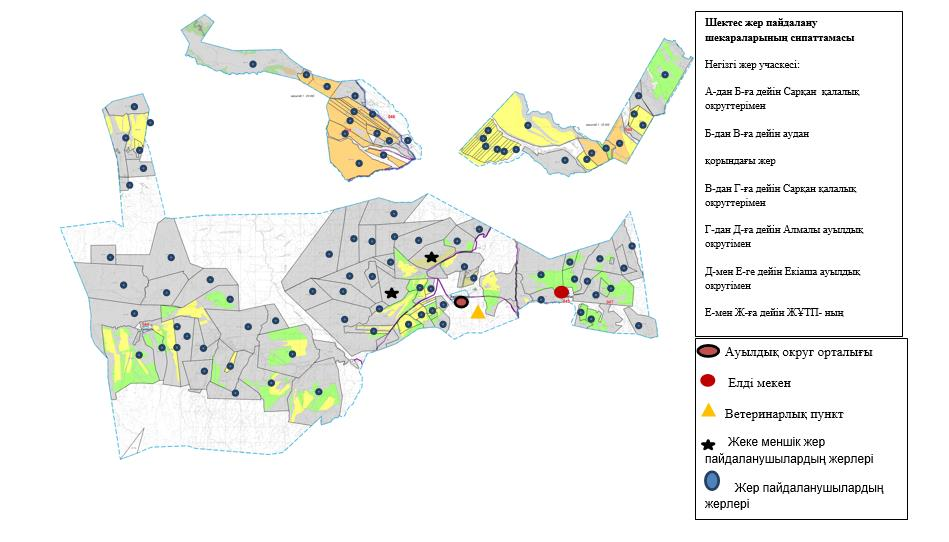 Шектес жер пайдалану
шекараларының сипаттамасы
Негізгі жер учаскесі:
А-дан Б-ға дейін Сарқан қалалық
округтерімен
Б-дан В-ға дейін аудан
қорындағы жер
В-дан Г-ға дейін Сарқан қалалық
округтерімен
Г-дан Д-ға дейін Алмалы ауылдық
округімен
Д-мен Е-ге дейін Екіаша ауылдық
округімен
Е-мен Ж-ға дейін ЖҰТП- ның
Ауылдық округ орталығы
Елді мекен
Ветеринарлық пункт
Жеке меншік жер
пайдаланушылардың жерлері
Жер пайдаланушылардың
жерлері